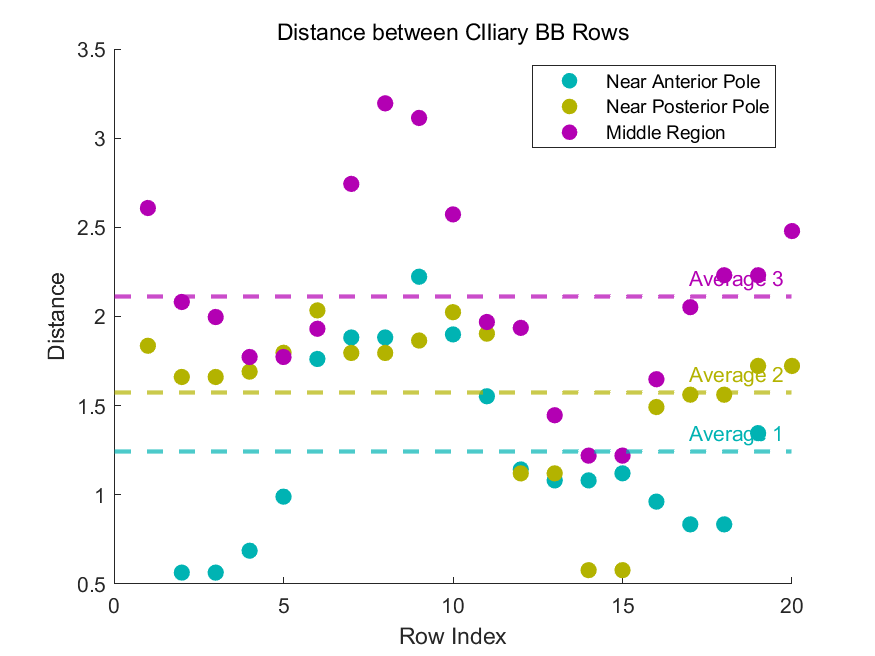 Distance between CIliary BB Rows
3.5
3
2.5
2
1.5
1
0.5
Distance
Near Anterior Pole
Near Posterior Pole
Middle Region
Average 3
Average 2
Average 1
0 5 10 15 20
Row Index